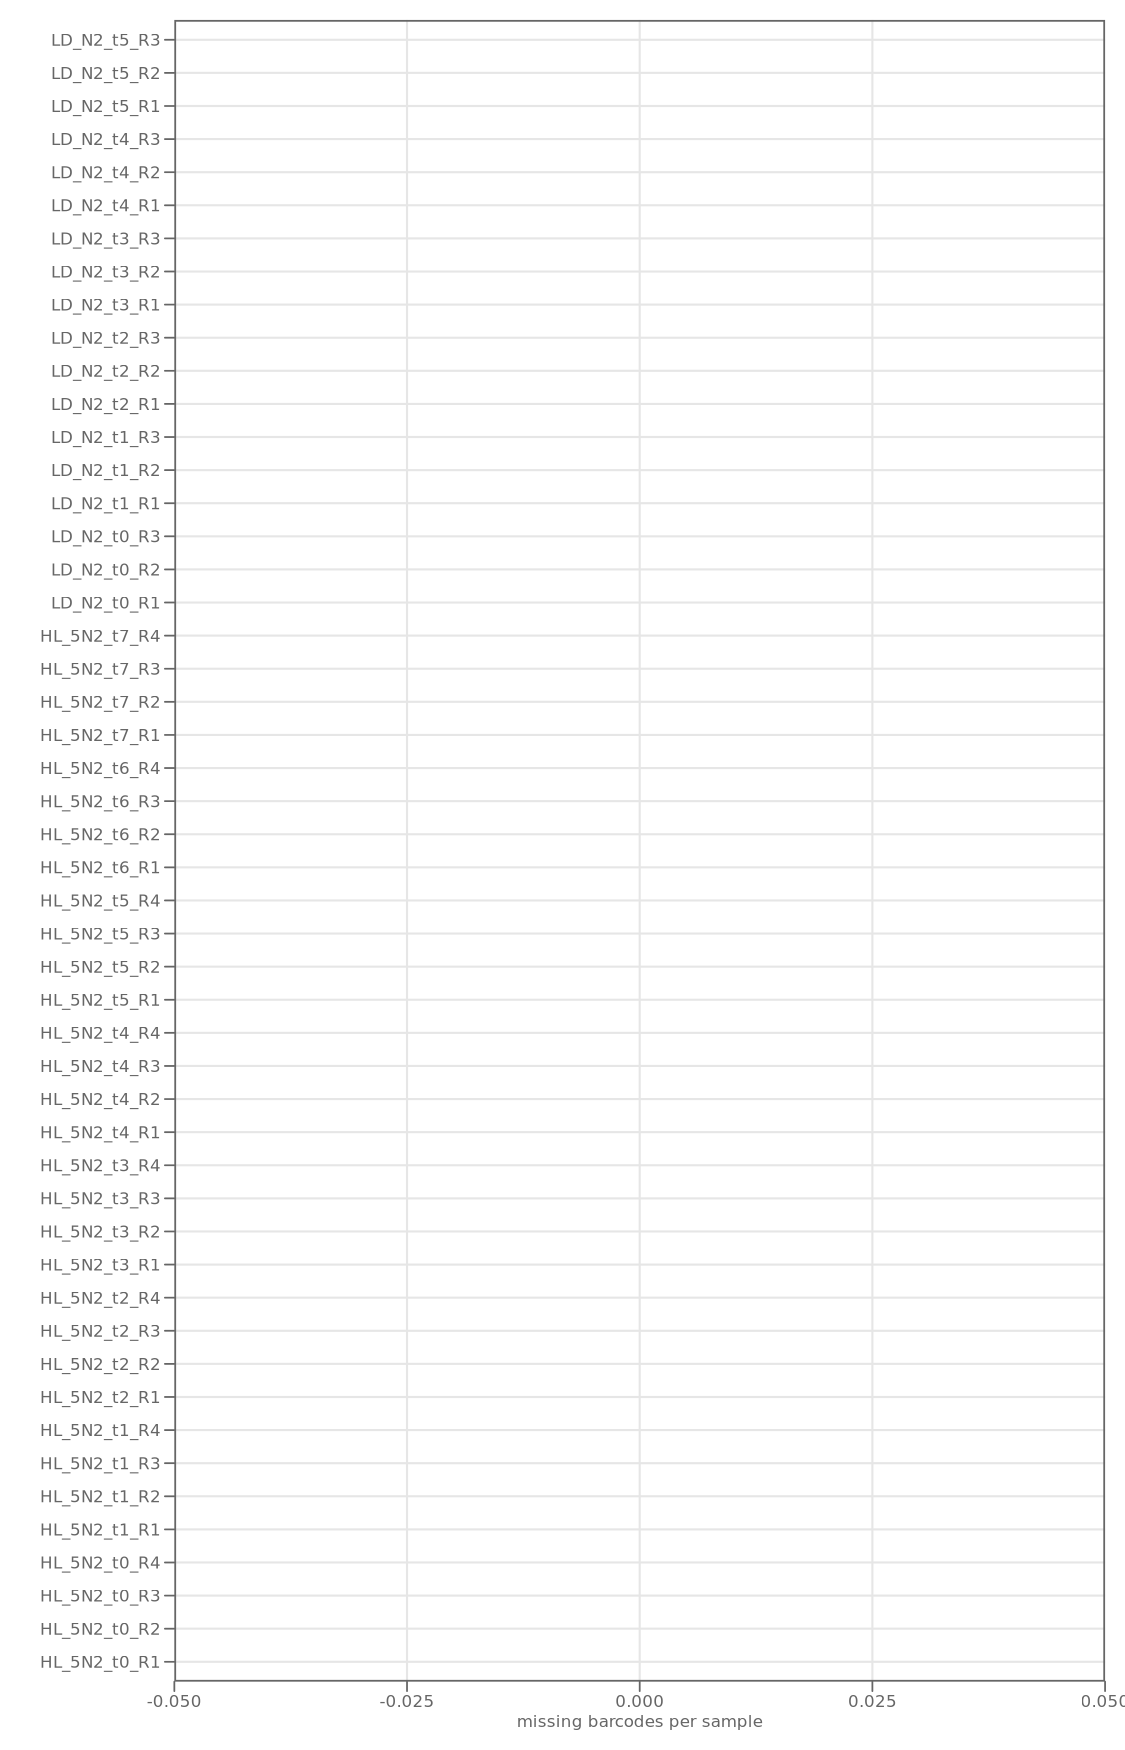 LD_N2_t5_R3
LD_N2_t5_R2
LD_N2_t5_R1
LD_N2_t4_R3
LD_N2_t4_R2
LD_N2_t4_R1
LD_N2_t3_R3
LD_N2_t3_R2
LD_N2_t3_R1
LD_N2_t2_R3
LD_N2_t2_R2
LD_N2_t2_R1
LD_N2_t1_R3
LD_N2_t1_R2
LD_N2_t1_R1
LD_N2_t0_R3
LD_N2_t0_R2
LD_N2_t0_R1
HL_5N2_t7_R4
HL_5N2_t7_R3
HL_5N2_t7_R2
HL_5N2_t7_R1
HL_5N2_t6_R4
HL_5N2_t6_R3
HL_5N2_t6_R2
HL_5N2_t6_R1
HL_5N2_t5_R4
HL_5N2_t5_R3
HL_5N2_t5_R2
HL_5N2_t5_R1
HL_5N2_t4_R4
HL_5N2_t4_R3
HL_5N2_t4_R2
HL_5N2_t4_R1
HL_5N2_t3_R4
HL_5N2_t3_R3
HL_5N2_t3_R2
HL_5N2_t3_R1
HL_5N2_t2_R4
HL_5N2_t2_R3
HL_5N2_t2_R2
HL_5N2_t2_R1
HL_5N2_t1_R4
HL_5N2_t1_R3
HL_5N2_t1_R2
HL_5N2_t1_R1
HL_5N2_t0_R4
HL_5N2_t0_R3
HL_5N2_t0_R2
HL_5N2_t0_R1
-0.050 -0.025 0.000 0.025 0.050
missing barcodes per sample